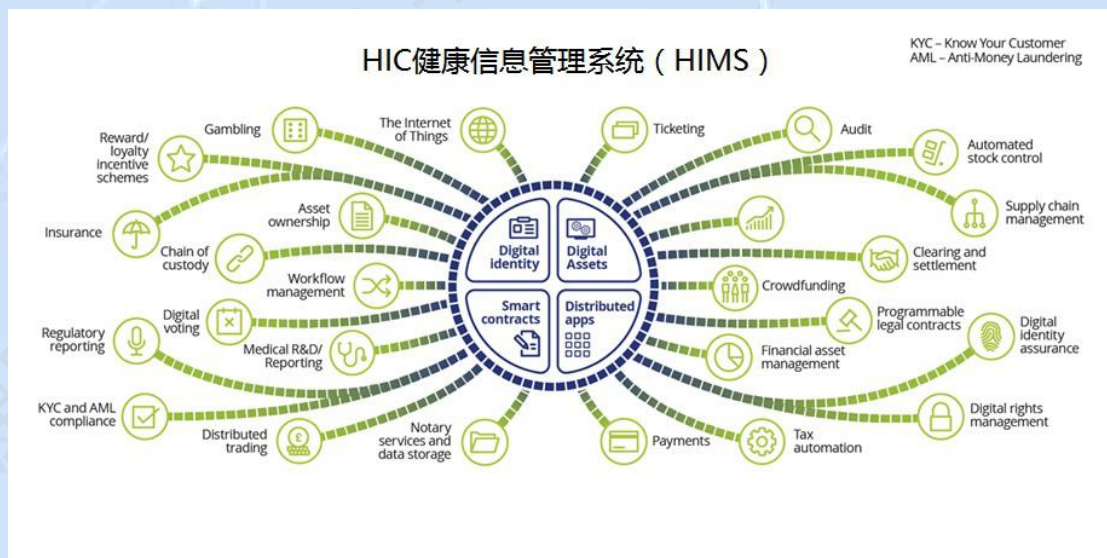 HIC健康信息管理系统（HIMS）
KYC – Know Your Customer
AML – Anti-Money Laundering
Gambling
The Internet
of Things
Ticketing
Audit
Reward/
loyalty
incentive
schemes
Automated
stock control
Asset
ownership
Insurance
Supply chain
management
Chain of
custody
Digital
identity
Digital
Assets
Clearing and
settlement
Workflow
management
Crowdfunding
Smart
contracts
Distributed
apps
Digital
voting
Programmable
legal contracts
Regulatory
reporting
Digital
identity
assurance
Medical R&D/
Reporting
Financial asset
management
KYC and AML
compliance
Digital rights
management
Distributed
trading
£
Notary
services and
data storage
Payments
Tax
automation